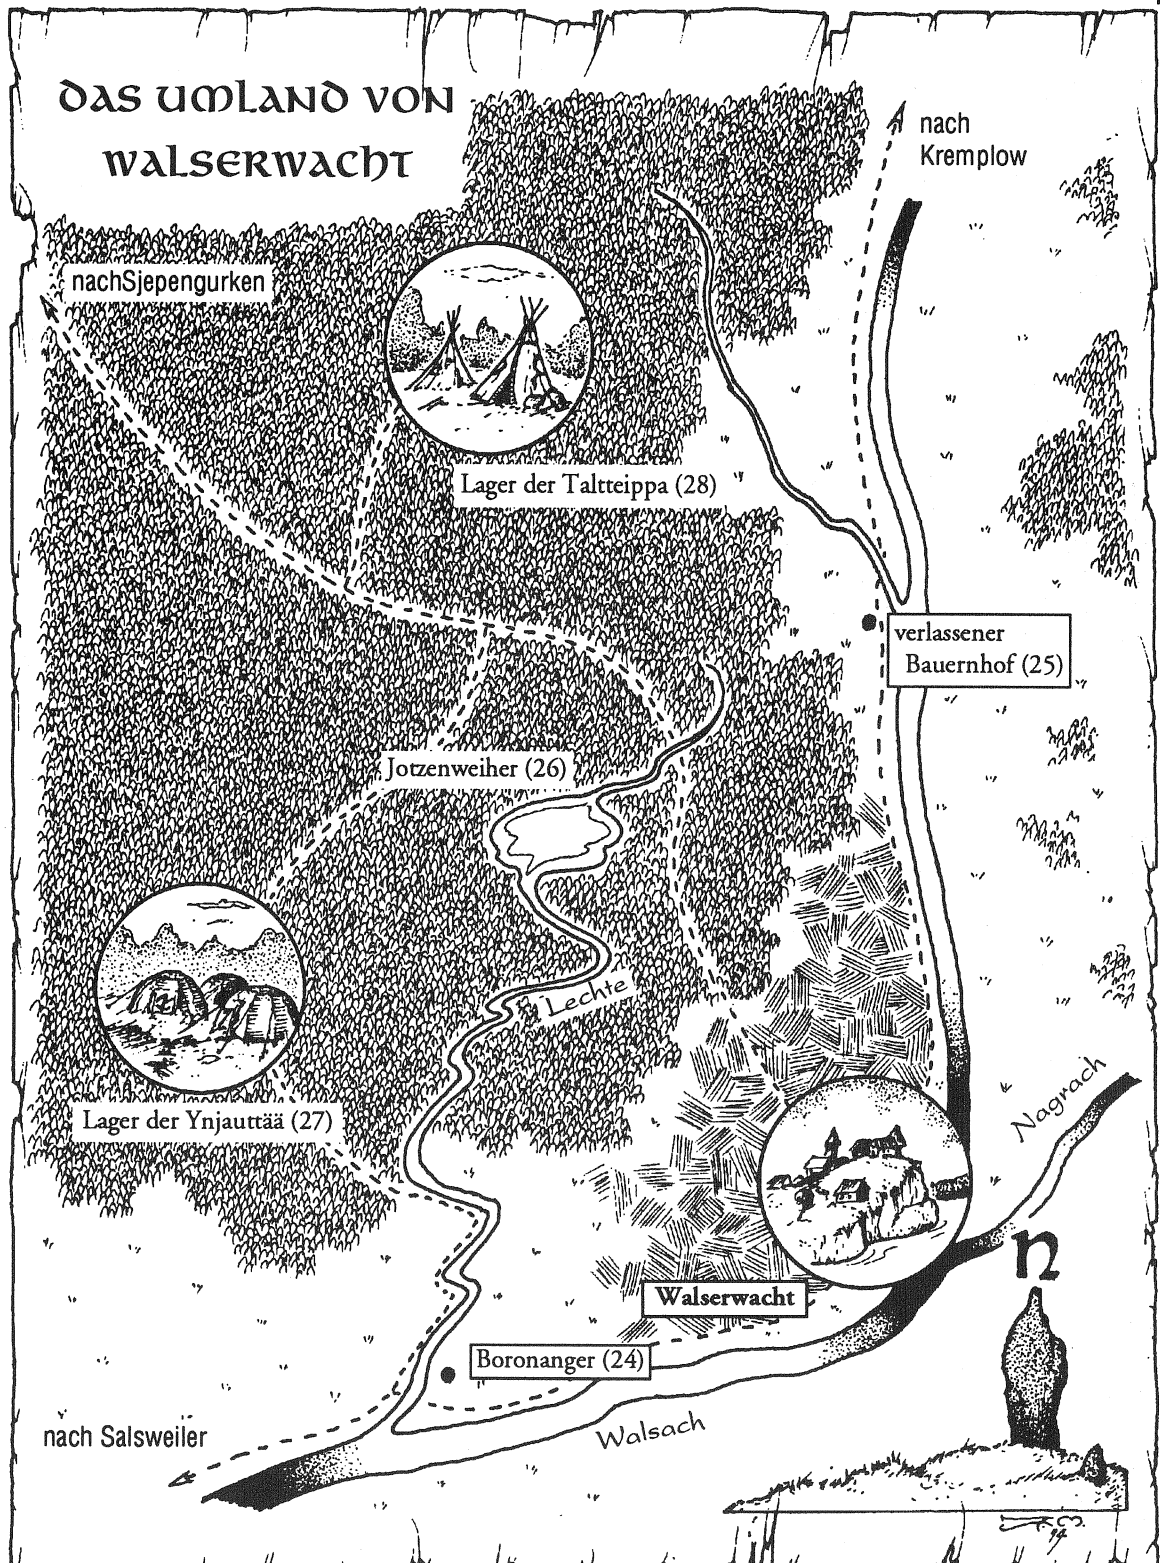 Das Umland von
Walserwacht
nach
Kremplow
nachSjepengurken
Lager der Taltteippa (28)
verlassener
Bauernhof (25)
Jotzenweiher (26)
Lechte
Lager der Ynjauttää (27)
Nagrach
N
Walserwacht
Boronanger (24)
nach Salsweiler
Walsach
94